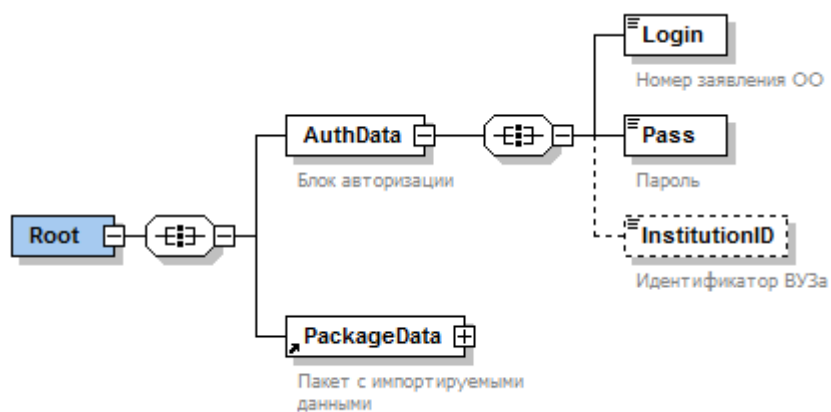 Login
Номер заявления ОО
AuthData
Блок авторизации
Pass
Пароль
Root
InstitutionID
Идентификатор ВУЗа
PackageData
Пакет с импортируемыми
данными